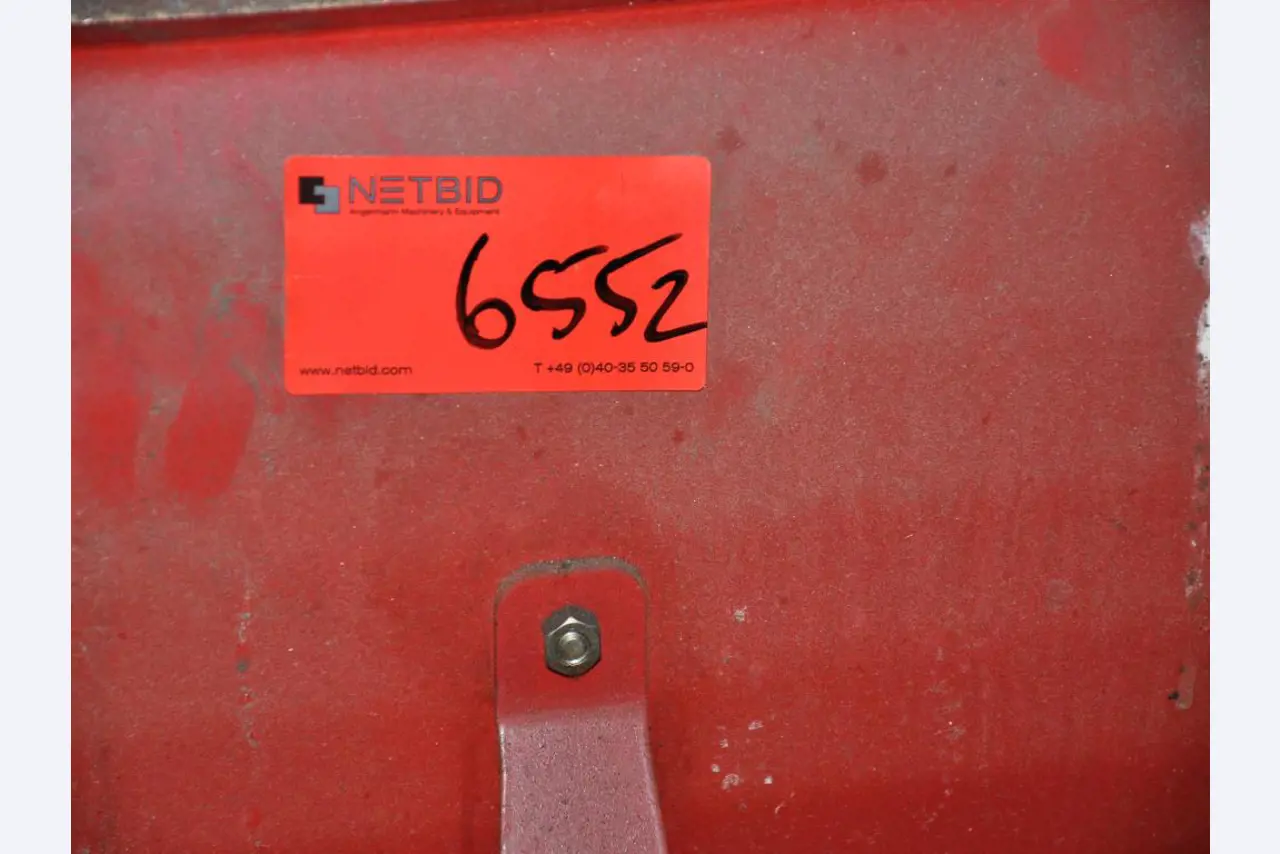 NETBID
Angermann Machinery & Equipment
6552
www.netbid.com
T +49 (0)40-35 50 59-0